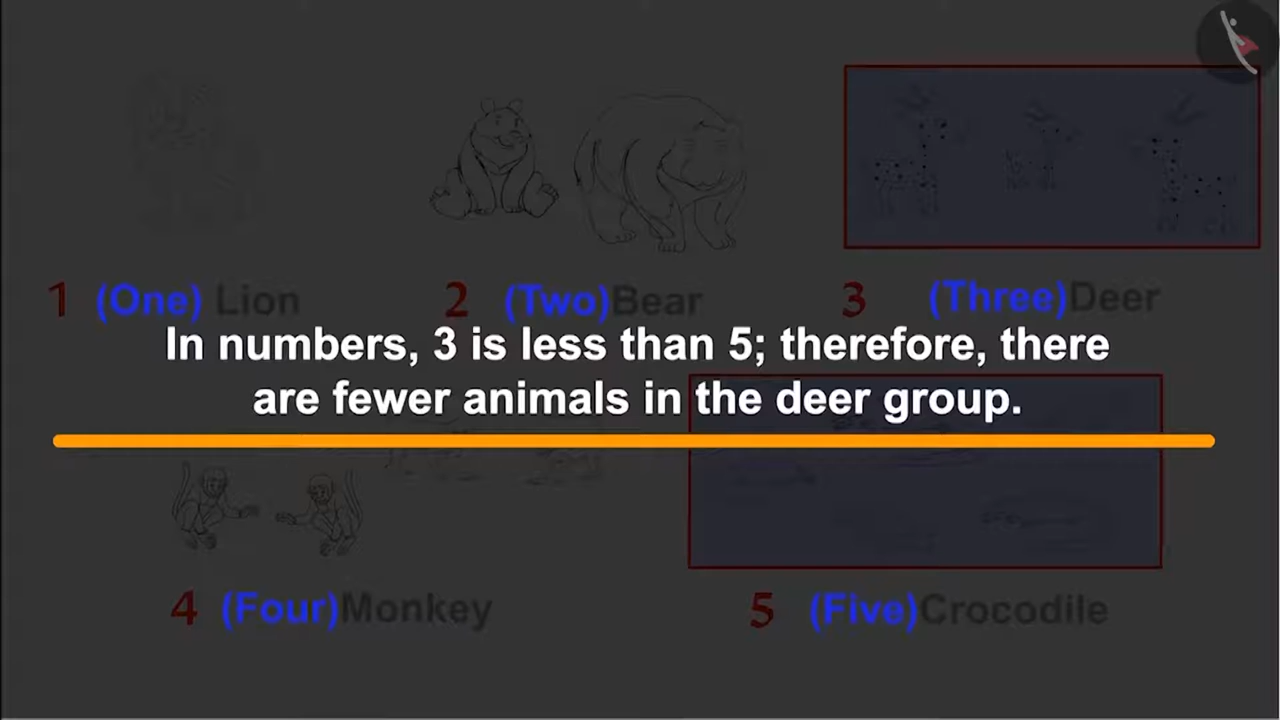 1 (One) Lion
2 (Two)Bear
3 (Three)Deer
In numbers, 3 is less than 5; therefore, there
are fewer animals in the deer group.
4 (Four)Monkey
5 (Five)Crocodile